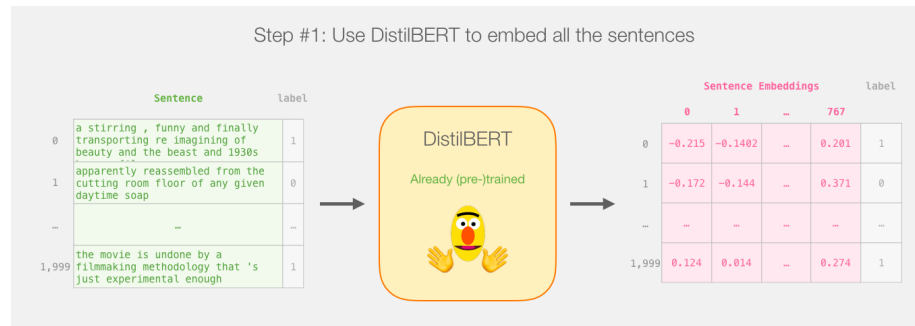 Step #1: Use DistilBERT to embed all the sentences
Sentence label
0 a stirring , funny and finally
transporting re imagining of
beauty and the beast and 1930s
1
1 apparently reassembled from the
cutting room floor of any given
daytime soap
0
… … …
1,999 the movie is undone by a
filmmaking methodology that 's
just experimental enough
1
DistilBERT
Already (pre-)trained
Sentence Embeddings label
0 1 … 767
0 -0.215 -0.1402 … 0.201 1
1 -0.172 -0.144 … 0.371 0
… … … … … …
1,999 0.124 0.014 … 0.274 1